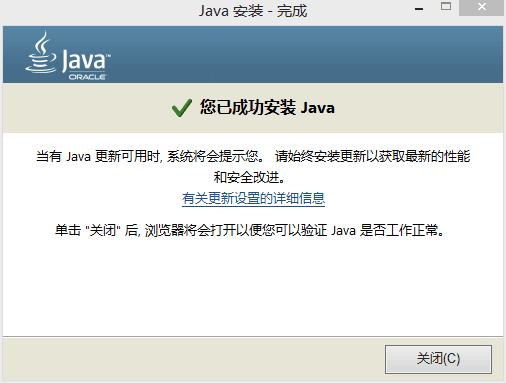 Java 安装 - 完成
Java
ORACLE
您已成功安装 Java
当有 Java 更新可用时, 系统将会提示您。 请始终安装更新以获取最新的性能
和安全改进。
有关更新设置的详细信息
单击 "关闭" 后, 浏览器将会打开以便您可以验证 Java 是否工作正常。
关闭(C)